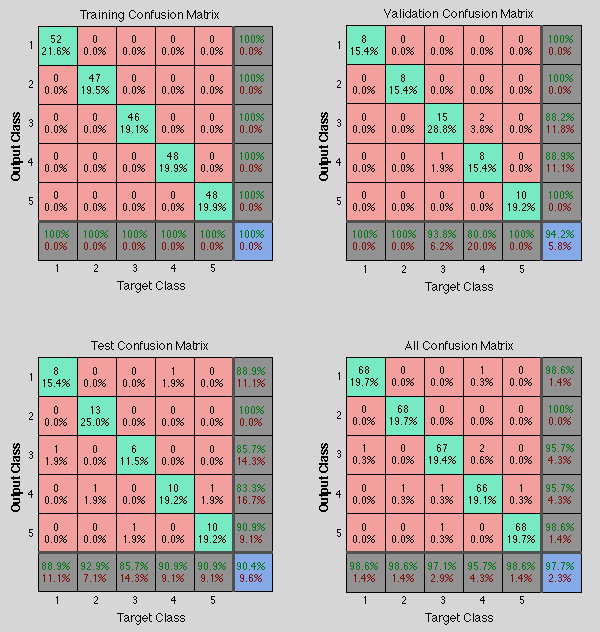 Training Confusion Matrix
1 52 0 0 0 0 100%
21.6% 0.0% 0.0% 0.0% 0.0% 0.0%
2 0 47 0 0 0 100%
0.0% 19.5% 0.0% 0.0% 0.0% 0.0%
3 0 0 46 0 0 100%
0.0% 0.0% 19.1% 0.0% 0.0% 0.0%
4 0 0 0 48 0 100%
0.0% 0.0% 0.0% 19.9% 0.0% 0.0%
5 0 0 0 0 48 100%
0.0% 0.0% 0.0% 0.0% 19.9% 0.0%
100% 100% 100% 100% 100% 100%
0.0% 0.0% 0.0% 0.0% 0.0% 0.0%
1 2 3 4 5
Target Class
Output Class
Validation Confusion Matrix
1 8 0 0 0 0 100%
15.4% 0.0% 0.0% 0.0% 0.0% 0.0%
2 0 8 0 0 0 100%
0.0% 15.4% 0.0% 0.0% 0.0% 0.0%
3 0 0 15 2 0 88.2%
0.0% 0.0% 28.8% 3.8% 0.0% 11.8%
4 0 0 1 8 0 88.9%
0.0% 0.0% 1.9% 15.4% 0.0% 11.1%
5 0 0 0 0 10 100%
0.0% 0.0% 0.0% 0.0% 19.2% 0.0%
100% 100% 93.8% 80.0% 100% 94.2%
0.0% 0.0% 6.2% 20.0% 0.0% 5.8%
1 2 3 4 5
Target Class
Output Class
Test Confusion Matrix
1 8 0 0 1 0 88.9%
15.4% 0.0% 0.0% 1.9% 0.0% 11.1%
2 0 13 0 0 0 100%
0.0% 25.0% 0.0% 0.0% 0.0% 0.0%
3 1 0 6 0 0 85.7%
1.9% 0.0% 11.5% 0.0% 0.0% 14.3%
4 0 1 0 10 1 83.3%
0.0% 1.9% 0.0% 19.2% 1.9% 16.7%
5 0 0 1 0 10 90.9%
0.0% 0.0% 1.9% 0.0% 19.2% 9.1%
88.9% 92.9% 85.7% 90.9% 90.9% 90.4%
11.1% 7.1% 14.3% 9.1% 9.1% 9.6%
1 2 3 4 5
Target Class
Output Class
All Confusion Matrix
1 68 0 0 1 0 98.6%
19.7% 0.0% 0.0% 0.3% 0.0% 1.4%
2 0 68 0 0 0 100%
0.0% 19.7% 0.0% 0.0% 0.0% 0.0%
3 1 0 67 2 0 95.7%
0.3% 0.0% 19.4% 0.6% 0.0% 4.3%
4 0 1 1 66 1 95.7%
0.0% 0.3% 0.3% 19.1% 0.3% 4.3%
5 0 0 1 0 68 98.6%
0.0% 0.0% 0.3% 0.0% 19.7% 1.4%
98.6% 98.6% 97.1% 95.7% 98.6% 97.7%
1.4% 1.4% 2.9% 4.3% 1.4% 2.3%
1 2 3 4 5
Target Class
Output Class